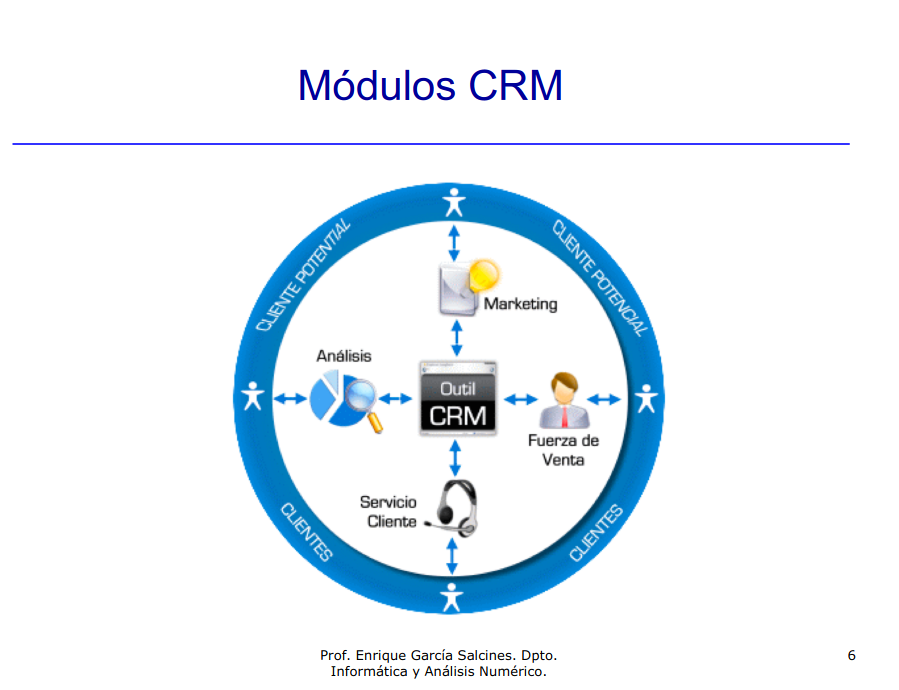 Módulos CRM
CLIENTE POTENTIAL
CLIENTE POTENCIAL
Marketing
Análisis
Outil
CRM
Fuerza de
Venta
Servicio
Cliente
CLIENTES
CLIENTES
Prof. Enrique García Salcines. Dpto.
Informática y Análisis Numérico.
6